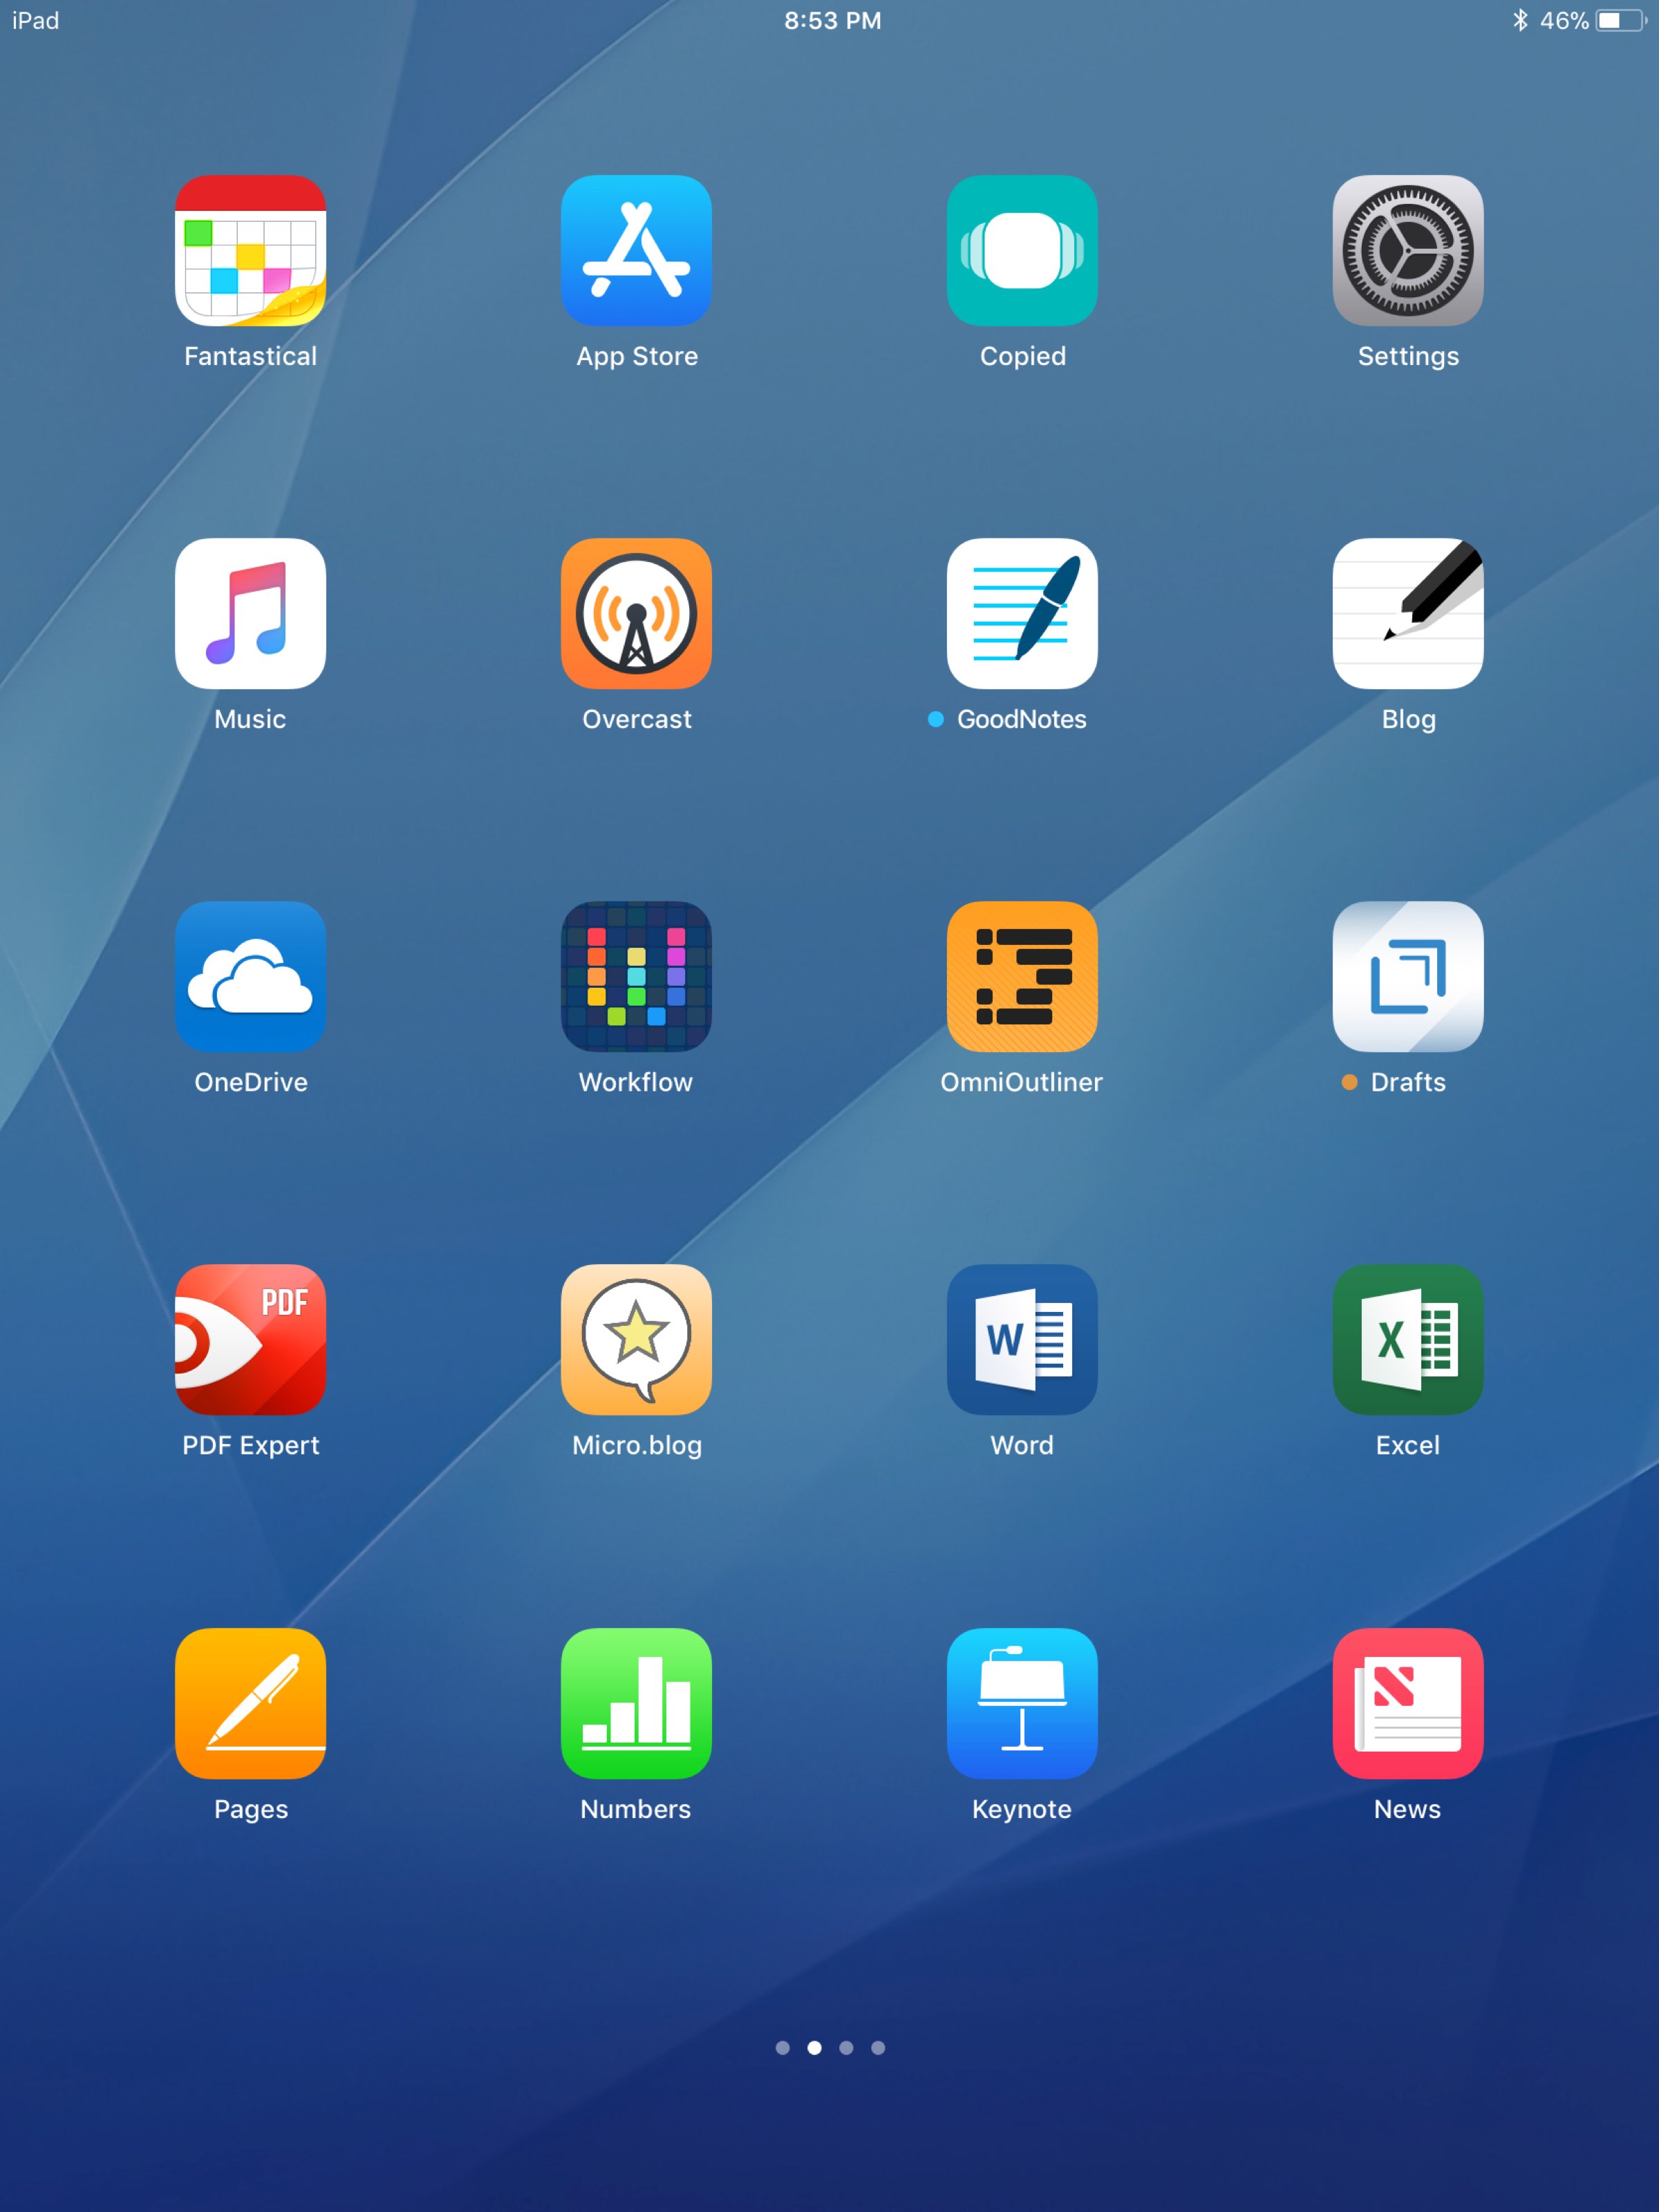 iPad 8:53 PM 46%
Fantastical App Store Copied Settings
Music Overcast GoodNotes Blog
OneDrive Workflow OmniOutliner Drafts
PDF
W X
PDF Expert Micro.blog Word Excel
Pages Numbers Keynote News